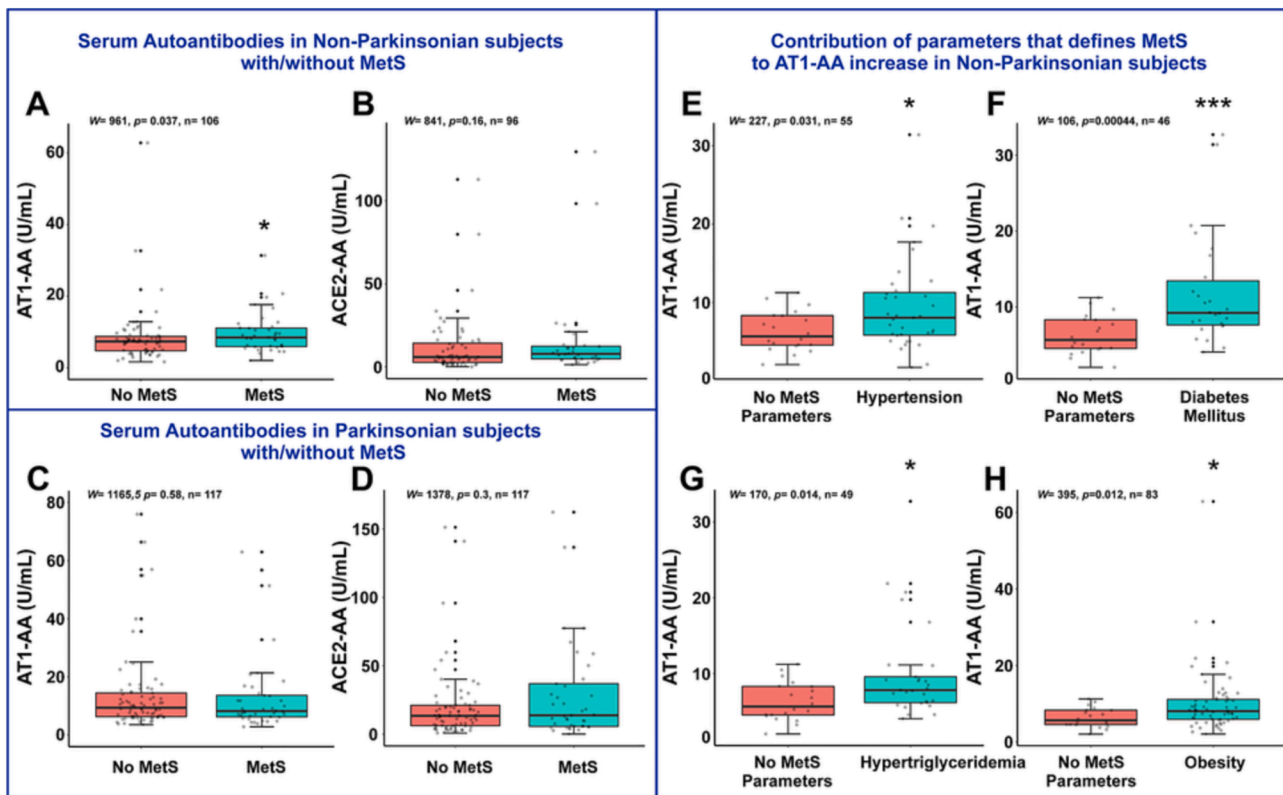 Serum Autoantibodies in Non-Parkinsonian subjects
with/without MetS
A
W= 961, p= 0.037, n= 106
AT1-AA (U/mL)
60
40
20
0
*
No MetS
MetS
B
W= 841, p=0.16, n= 96
ACE2-AA (U/mL)
100
50
0
No MetS
MetS
Serum Autoantibodies in Parkinsonian subjects
with/without MetS
C
W= 1165,5 p= 0.58, n= 117
AT1-AA (U/mL)
80
60
40
20
0
No MetS
MetS
D
W= 1378, p= 0.3, n= 117
ACE2-AA (U/mL)
150
100
50
0
No MetS
MetS
Contribution of parameters that defines MetS
to AT1-AA increase in Non-Parkinsonian subjects
E
*
W= 227, p= 0.031, n= 55
AT1-AA (U/mL)
30
20
10
0
No MetS
Parameters
Hypertension
F
***
W= 106, p=0.00044, n= 46
AT1-AA (U/mL)
30
20
10
0
No MetS
Parameters
Diabetes
Mellitus
G
*
W= 170, p= 0.014, n= 49
AT1-AA (U/mL)
30
20
10
0
No MetS
Parameters
Hypertriglyceridemia
H
*
W= 395, p=0.012, n= 83
AT1-AA (U/mL)
60
40
20
0
No MetS
Parameters
Obesity